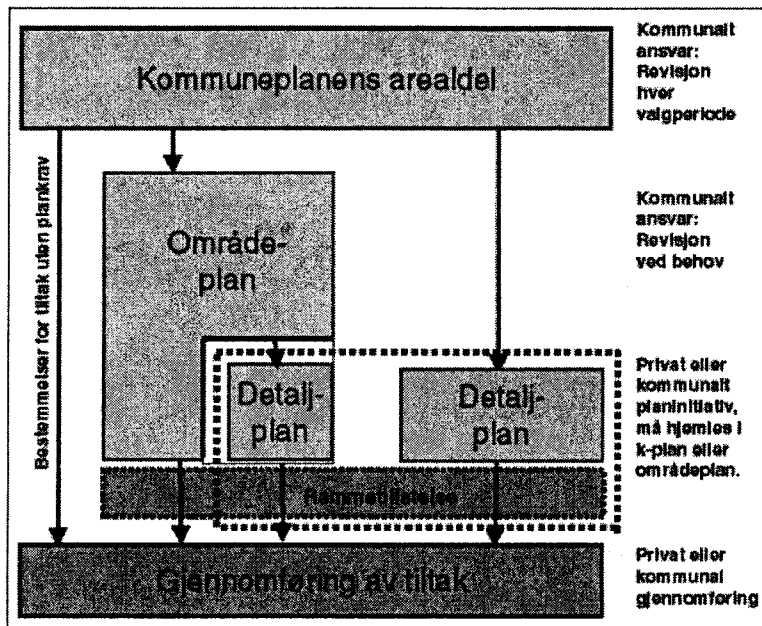 Kommuneplanens arealdel
Kommunalt
ansvar:
Revisjon
hver
valgperiode
Bestemmelser for tiltak uten plankrav
Område-
plan
Kommunalt
ansvar:
Revisjon
ved behov
Detalj-
plan
Detalj-
plan
Privat eller
kommunalt
planinitiativ,
må hjemles i
k-plan eller
områdeplan.
Rammetillatelse
Gjennomføring av tiltak
Privat eller
kommunal
gjennomføring